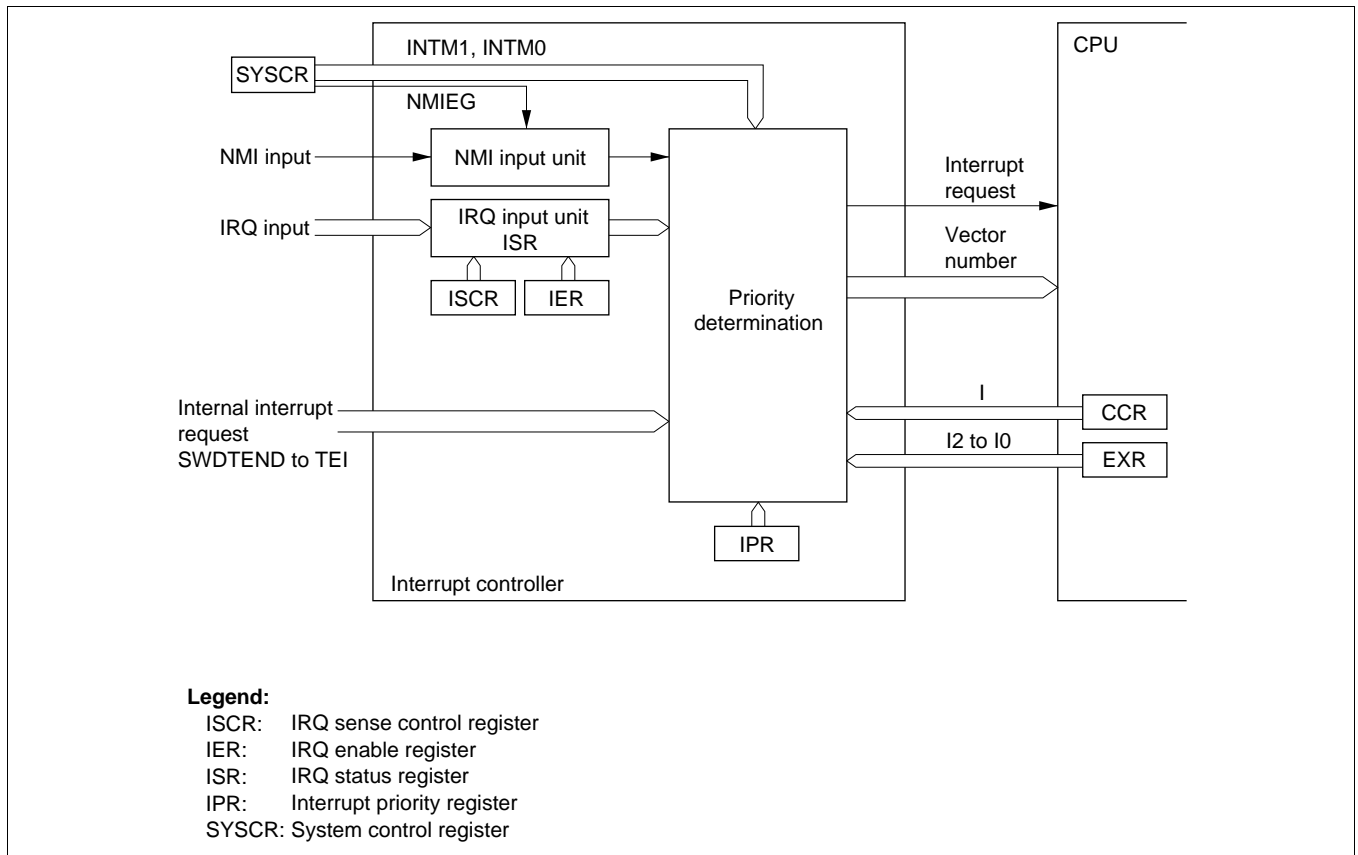 INTM1, INTM0
CPU
SYSCR
NMIEG
NMI input
NMI input unit
Interrupt
request
IRQ input
IRQ input unit
ISR
Vector
number
ISCR
IER
Priority
determination
Internal interrupt
request
SWDTEND to TEI
I
CCR
I2 to I0
EXR
IPR
Interrupt controller
Legend:
ISCR: IRQ sense control register
IER: IRQ enable register
ISR: IRQ status register
IPR: Interrupt priority register
SYSCR: System control register